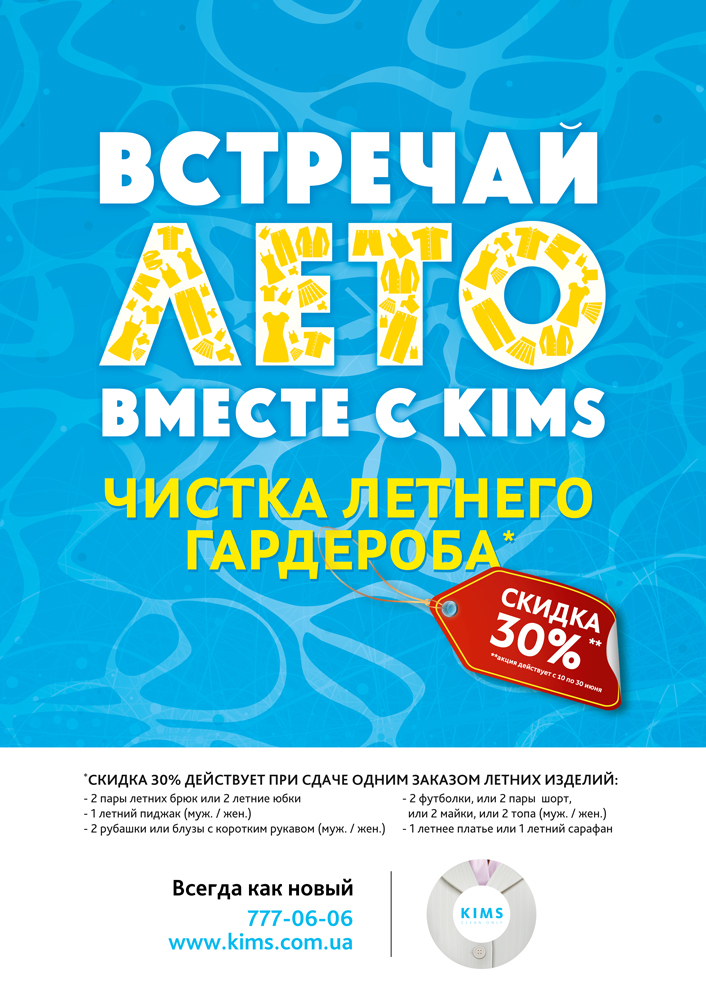 ВСТРЕЧАЙ
ЛЕТО
ВМЕСТЕ С KIMS
ЧИСТКА ЛЕТНЕГО
ГАРДЕРОБА*
СКИДКА
30%**
**акция действует с 10 по 30 июня
*СКИДКА 30% ДЕЙСТВУЕТ ПРИ СДАЧЕ ОДНИМ ЗАКАЗОМ ЛЕТНИХ ИЗДЕЛИЙ:
- 2 пары летних брюк или 2 летние юбки
- 1 летний пиджак (муж. / жен.)
- 2 рубашки или блузы с коротким рукавом (муж. / жен.)
- 2 футболки, или 2 пары шорт,
или 2 майки, или 2 топа (муж. / жен.)
- 1 летнее платье или 1 летний сарафан
Всегда как новый
777-06-06
www.kims.com.ua
KIMS